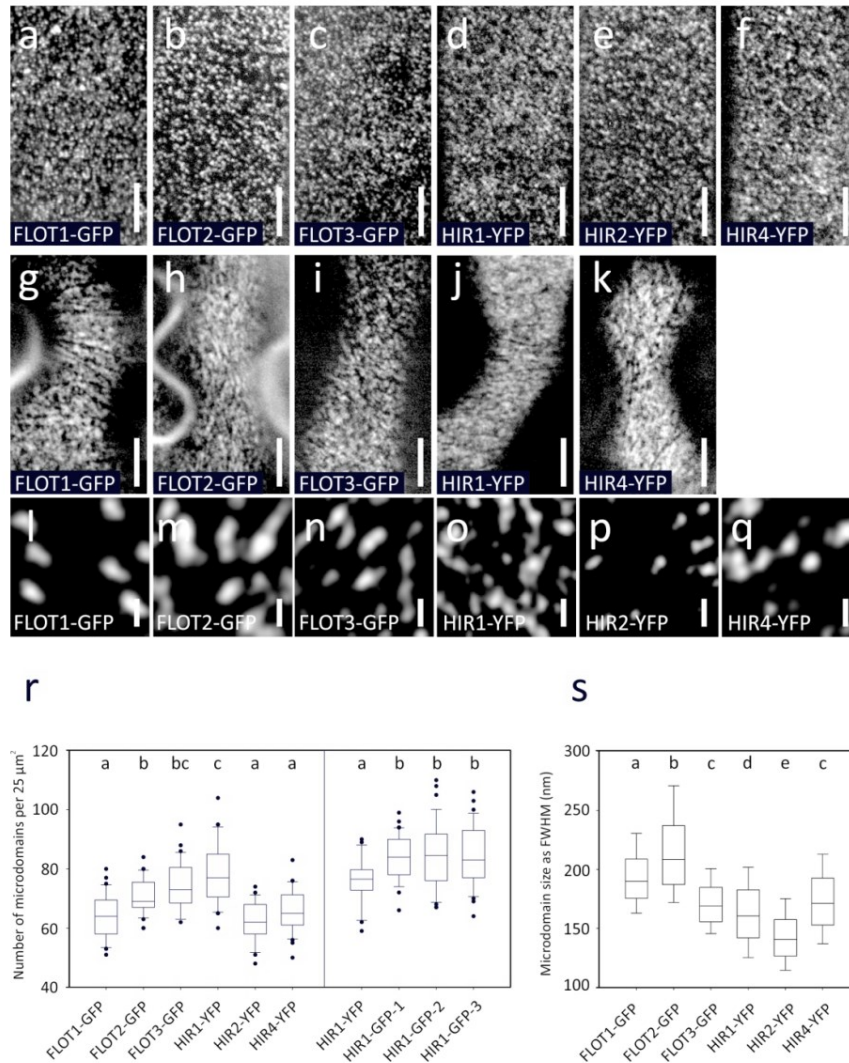 a b c d e f
FLOT1-GFP FLOT2-GFP FLOT3-GFP HIR1-YFP HIR2-YFP HIR4-YFP
g h i j k
FLOT1-GFP FLOT2-GFP FLOT3-GFP HIR1-YFP HIR4-YFP
l m n o p q
FLOT1-GFP FLOT2-GFP FLOT3-GFP HIR1-YFP HIR2-YFP HIR4-YFP
r
Number of microdomains per 25 µm²
120
100
80
60
40
a b bc c a a a b b b
FLOT1-GFP FLOT2-GFP FLOT3-GFP HIR1-YFP HIR2-YFP HIR4-YFP HIR1-YFP HIR1-GFP-1 HIR1-GFP-2 HIR1-GFP-3
s
Microdomain size as FWHM (nm)
300
250
200
150
100
a b c d e c
FLOT1-GFP FLOT2-GFP FLOT3-GFP HIR1-YFP HIR2-YFP HIR4-YFP